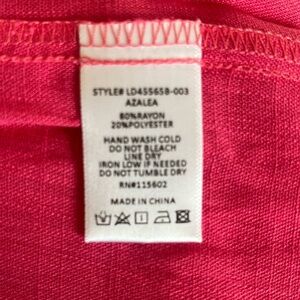 STYLE# LD45565B-003
AZALEA
80%RAYON
20%POLYESTER
HAND WASH COLD
DO NOT BLEACH
LINE DRY
IRON LOW IF NEEDED
DO NOT TUMBLE DRY
RN#115602
MADE IN CHINA